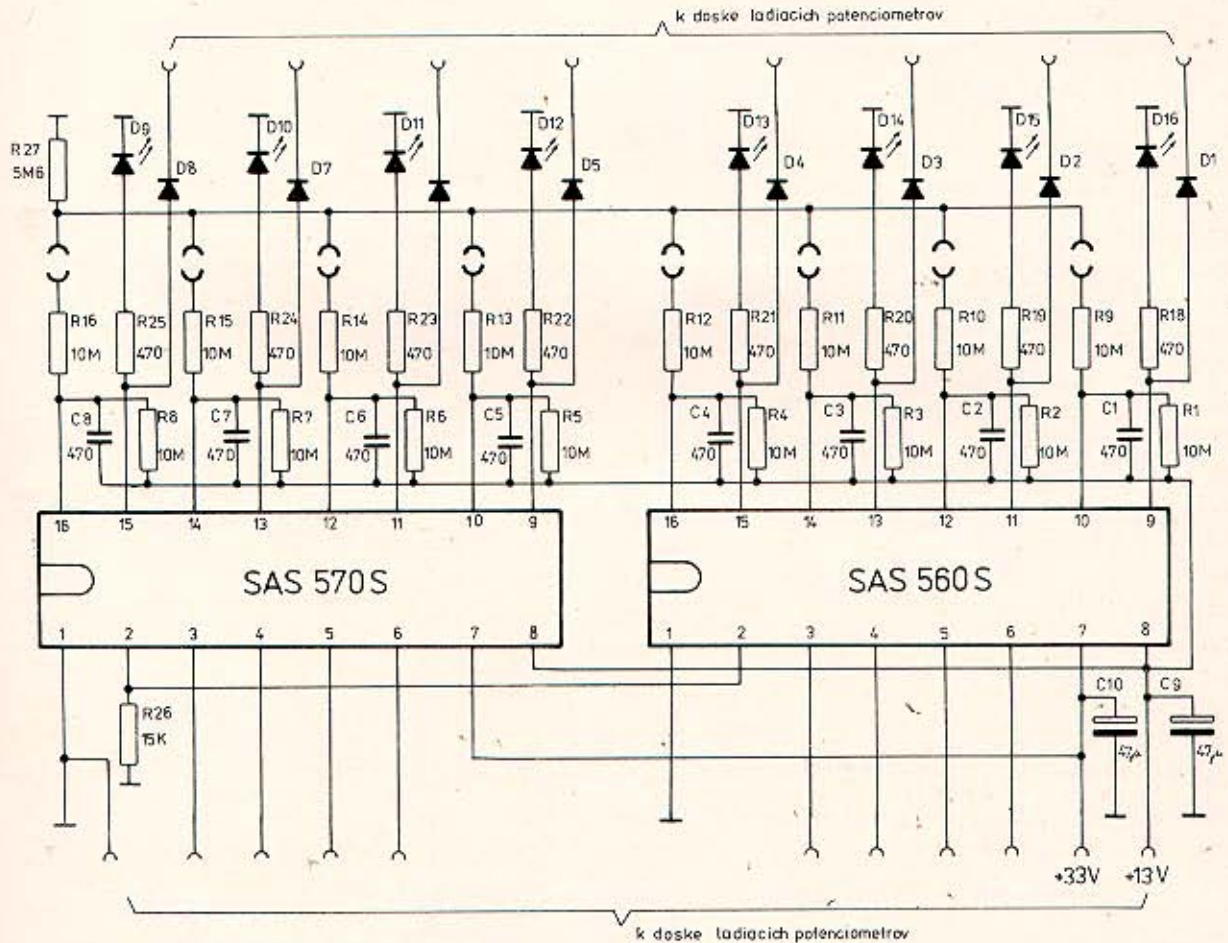 k doske ladiacich potenciometrov
D9 D10 D11 D12 D13 D14 D15 D16
R27 5M6
D8 D7 D5 D4 D3 D2 D1
R16 R25 R15 R24 R14 R23 R13 R22 R12 R21 R11 R20 R10 R19 R9 R18
10M 470 10M 470 10M 470 10M 470 10M 470 10M 470 10M 470 10M 470
C8 R8 C7 R7 C6 R6 C5 R5 C4 R4 C3 R3 C2 R2 C1 R1
470 10M 470 10M 470 10M 470 10M 470 10M 470 10M 470 10M 470 10M
16 15 14 13 12 11 10 9 16 15 14 13 12 11 10 9
SAS 570S SAS 560S
1 2 3 4 5 6 7 8 1 2 3 4 5 6 7 8
R26 C10 C9
15K
47µ 47µ
+33V +13V
k doske ladiacich potenciometrov